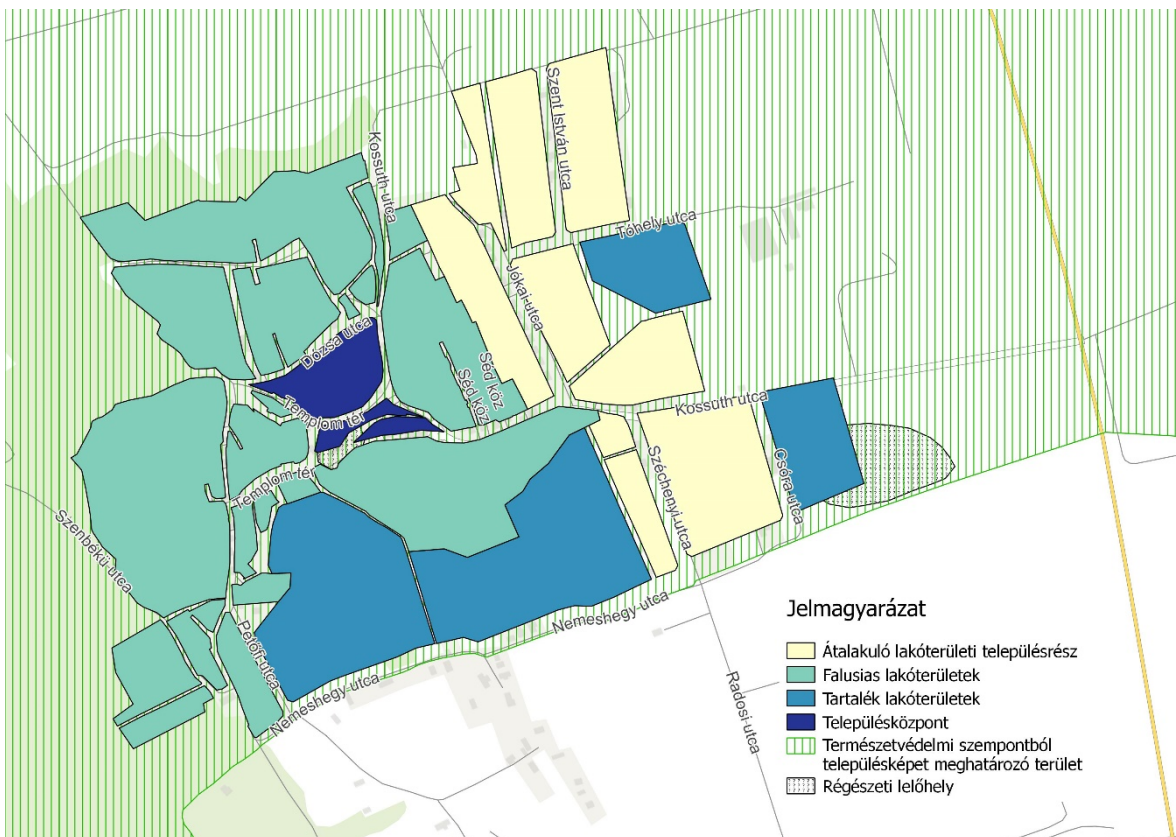 Szent István utca
Kossuth utca
Tóhely utca
Jókai utca
Dózsa utca
Séd köz
Séd köz
Templom tér
Kossuth utca
Templom tér
Széchenyi utca
Csóra utca
Szenbékü utca
Nemeshegy utca
Petőfi utca
Nemeshegy utca
Radosi utca
Jelmagyarázat
Átalakuló lakóterületi településrész
Falusias lakóterületek
Tartalék lakóterületek
Településközpont
Természetvédelmi szempontból
településképet meghatározó terület
Régészeti lelőhely